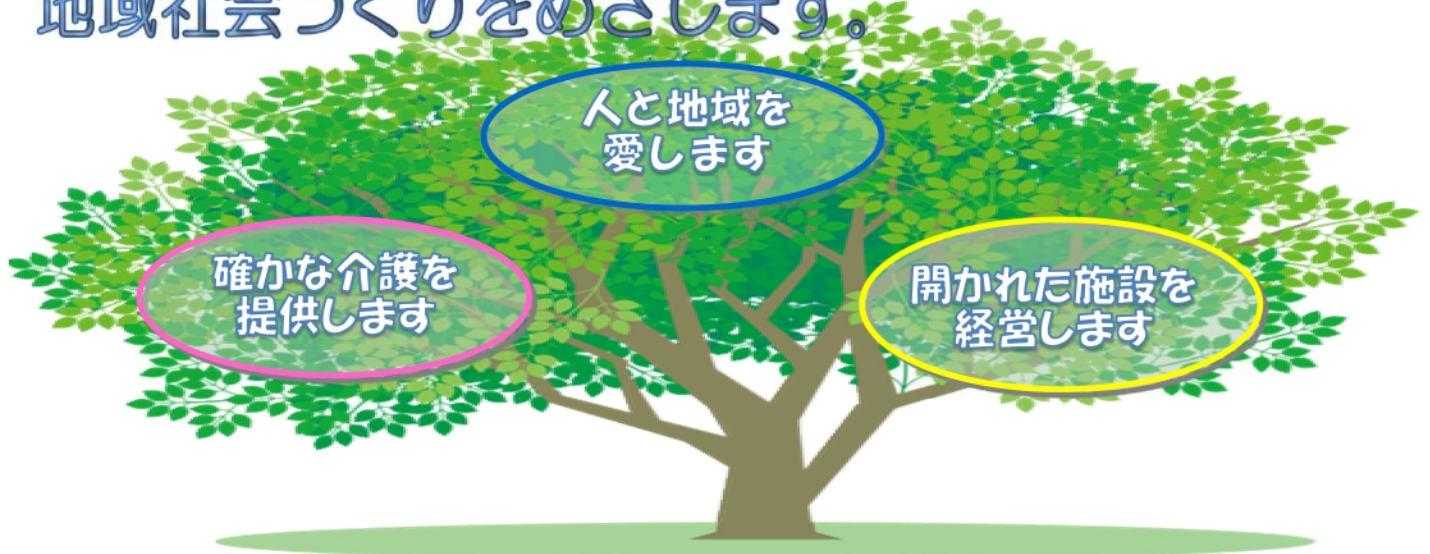 地域社会づくりをめざします。
人と地域を
愛します
確かな介護を
提供します
開かれた施設を
経営します